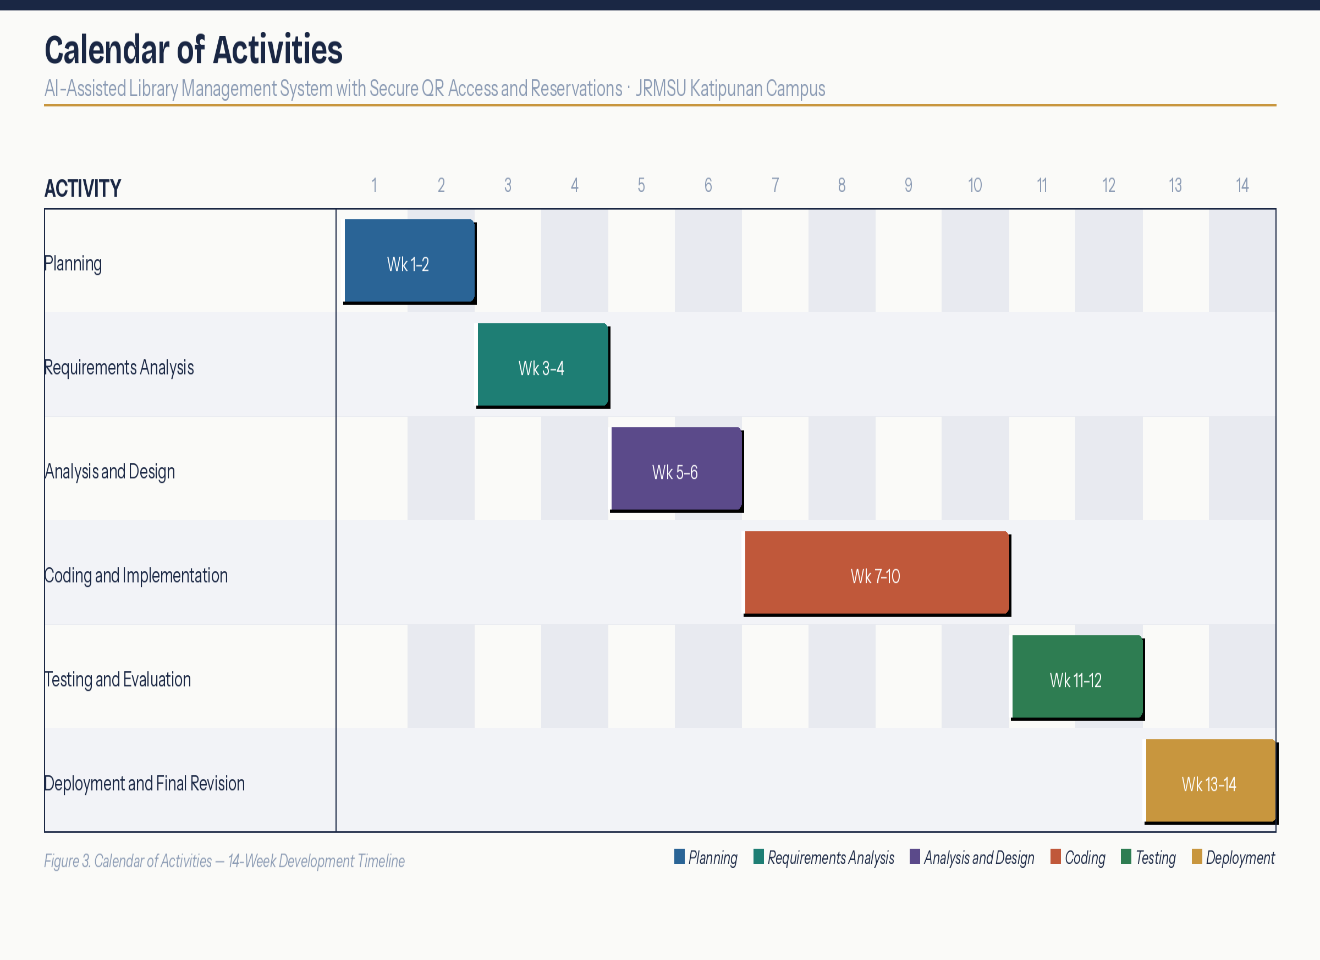 Calendar of Activities
AI-Assisted Library Management System with Secure QR Access and Reservations · JRMSU Katipunan Campus
ACTIVITY 1 2 3 4 5 6 7 8 9 10 11 12 13 14
Planning Wk 1–2
Requirements Analysis Wk 3–4
Analysis and Design Wk 5–6
Coding and Implementation Wk 7–10
Testing and Evaluation Wk 11–12
Deployment and Final Revision Wk 13–14
Figure 3. Calendar of Activities — 14-Week Development Timeline
Planning Requirements Analysis Analysis and Design Coding Testing Deployment